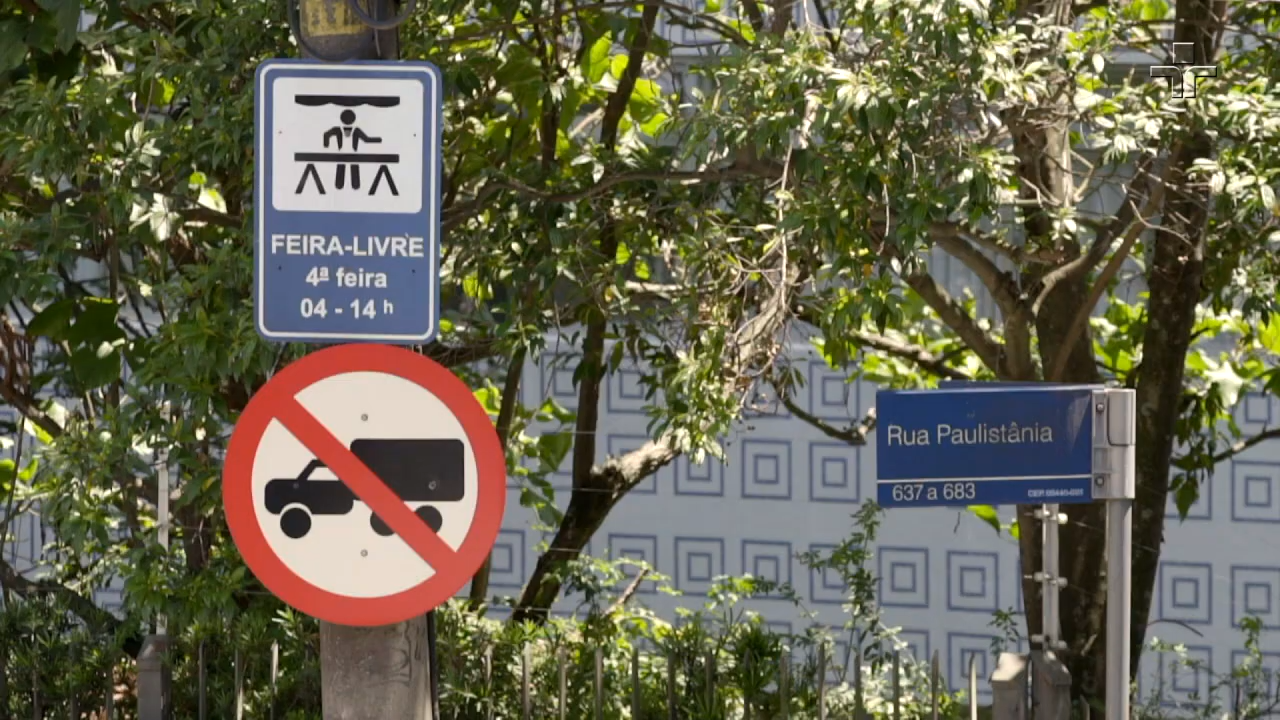 FEIRA-LIVRE
4ª feira
04 - 14 h
Rua Paulistânia
637 a 683